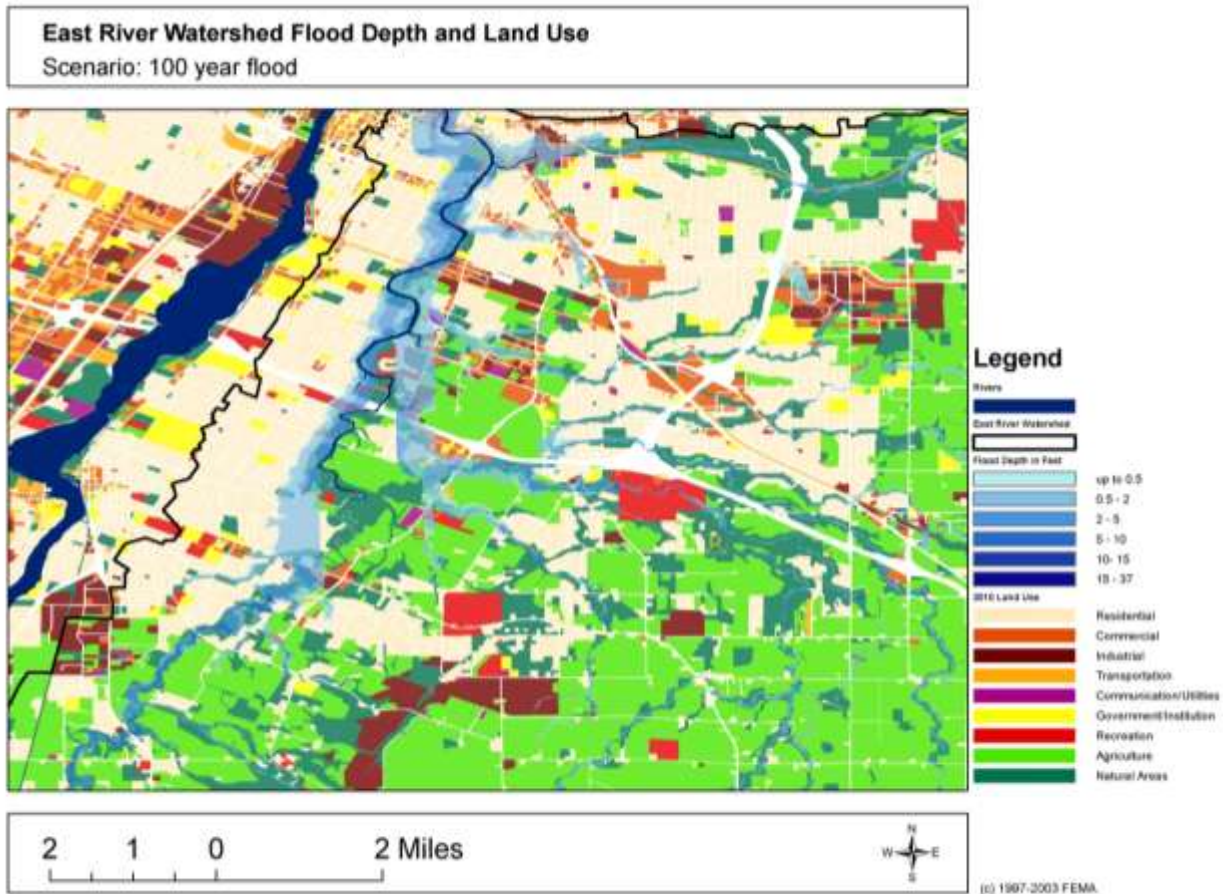 East River Watershed Flood Depth and Land Use
Scenario: 100 year flood
Legend
Rivers
East River Watershed
Flood Depth in Feet
up to 0.5
0.5 - 2
2 - 5
5 - 10
10- 15
15 - 37
2010 Land Use
Residential
Commercial
Industrial
Transportation
Communication/Utilities
Government/Institution
Recreation
Agriculture
Natural Areas
2 1 0 2 Miles
N
W E
S
(c) 1997-2003 FEMA.